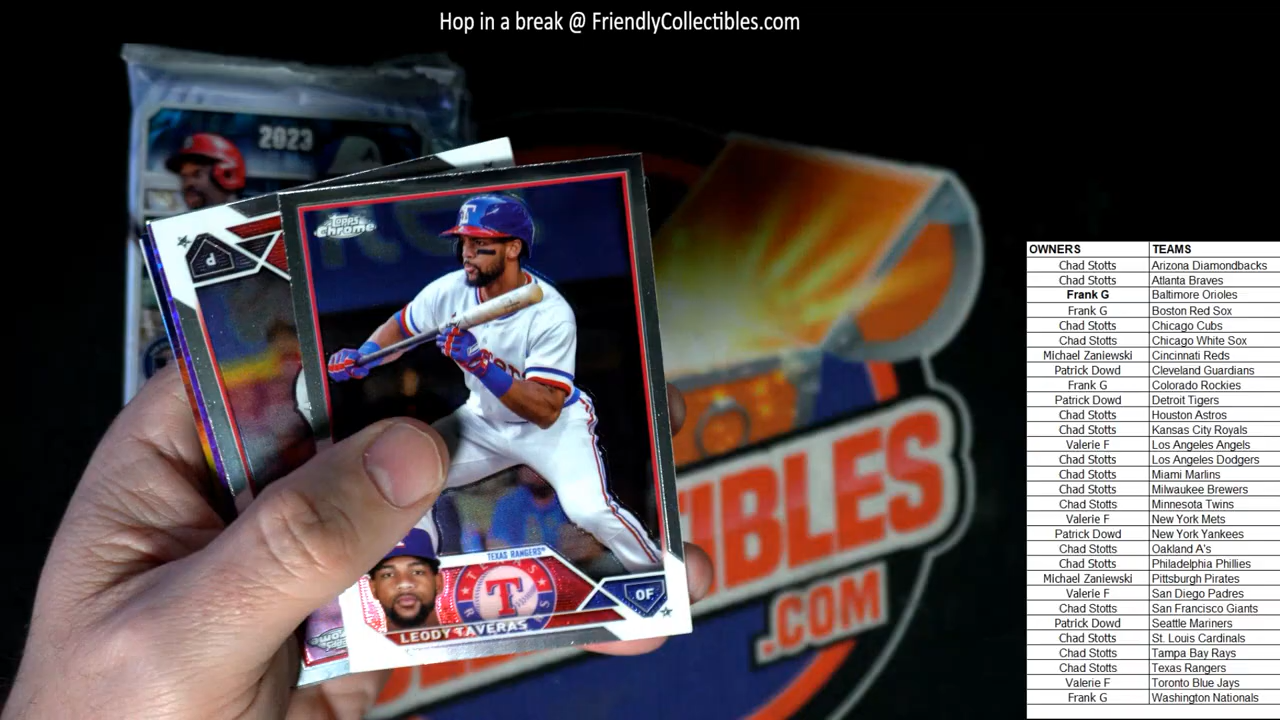 Hop in a break @ FriendlyCollectibles.com
2023
Topps
Chrome
T
P
TEXAS RANGERS
T
OF
LEODY TAVERAS
IBLES
.COM
OWNERS TEAMS
Chad Stotts Arizona Diamondbacks
Chad Stotts Atlanta Braves
Frank G Baltimore Orioles
Frank G Boston Red Sox
Chad Stotts Chicago Cubs
Chad Stotts Chicago White Sox
Michael Zaniewski Cincinnati Reds
Patrick Dowd Cleveland Guardians
Frank G Colorado Rockies
Patrick Dowd Detroit Tigers
Chad Stotts Houston Astros
Chad Stotts Kansas City Royals
Valerie F Los Angeles Angels
Chad Stotts Los Angeles Dodgers
Chad Stotts Miami Marlins
Chad Stotts Milwaukee Brewers
Chad Stotts Minnesota Twins
Valerie F New York Mets
Patrick Dowd New York Yankees
Chad Stotts Oakland A's
Chad Stotts Philadelphia Phillies
Michael Zaniewski Pittsburgh Pirates
Valerie F San Diego Padres
Chad Stotts San Francisco Giants
Patrick Dowd Seattle Mariners
Chad Stotts St. Louis Cardinals
Chad Stotts Tampa Bay Rays
Chad Stotts Texas Rangers
Valerie F Toronto Blue Jays
Frank G Washington Nationals